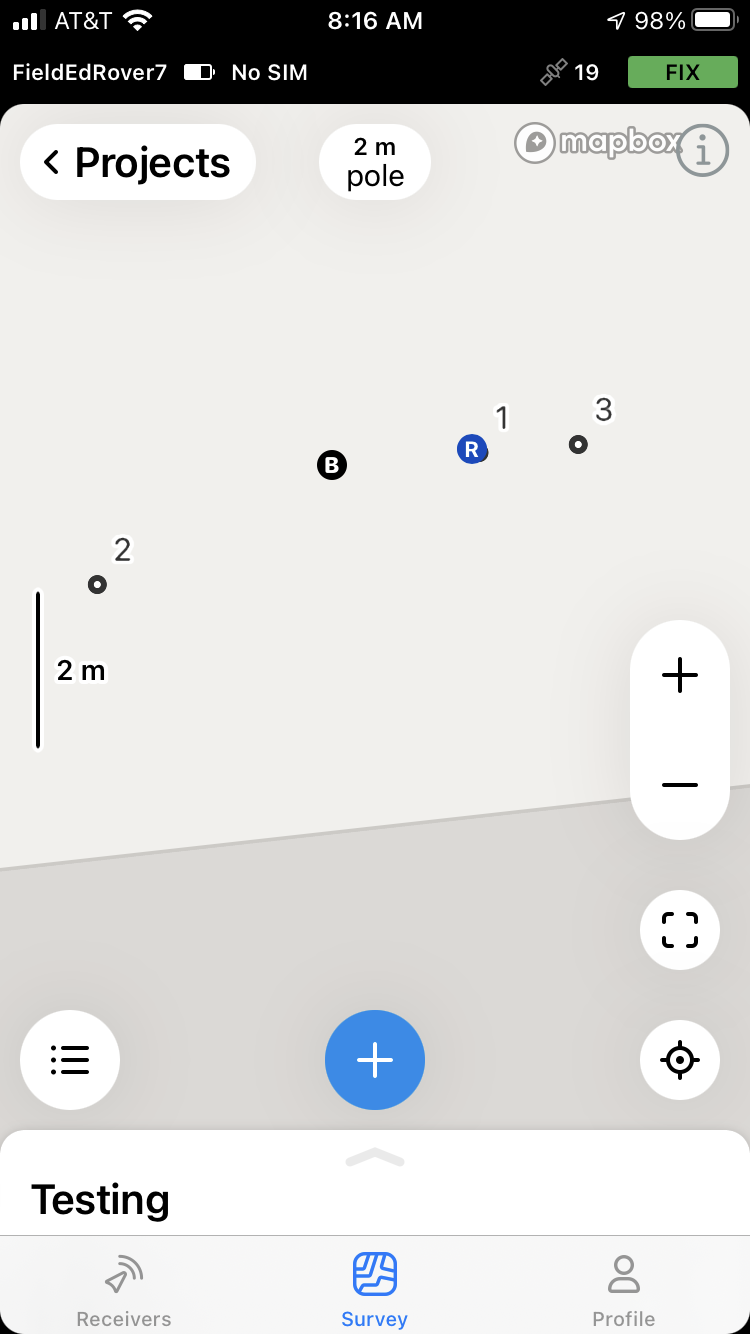 AT&T 8:16 AM 98%
FieldEdRover7 No SIM 19 FIX
Projects
2 m
pole
mapbox
i
1
3
R
B
2
2 m
Testing
Receivers Survey Profile